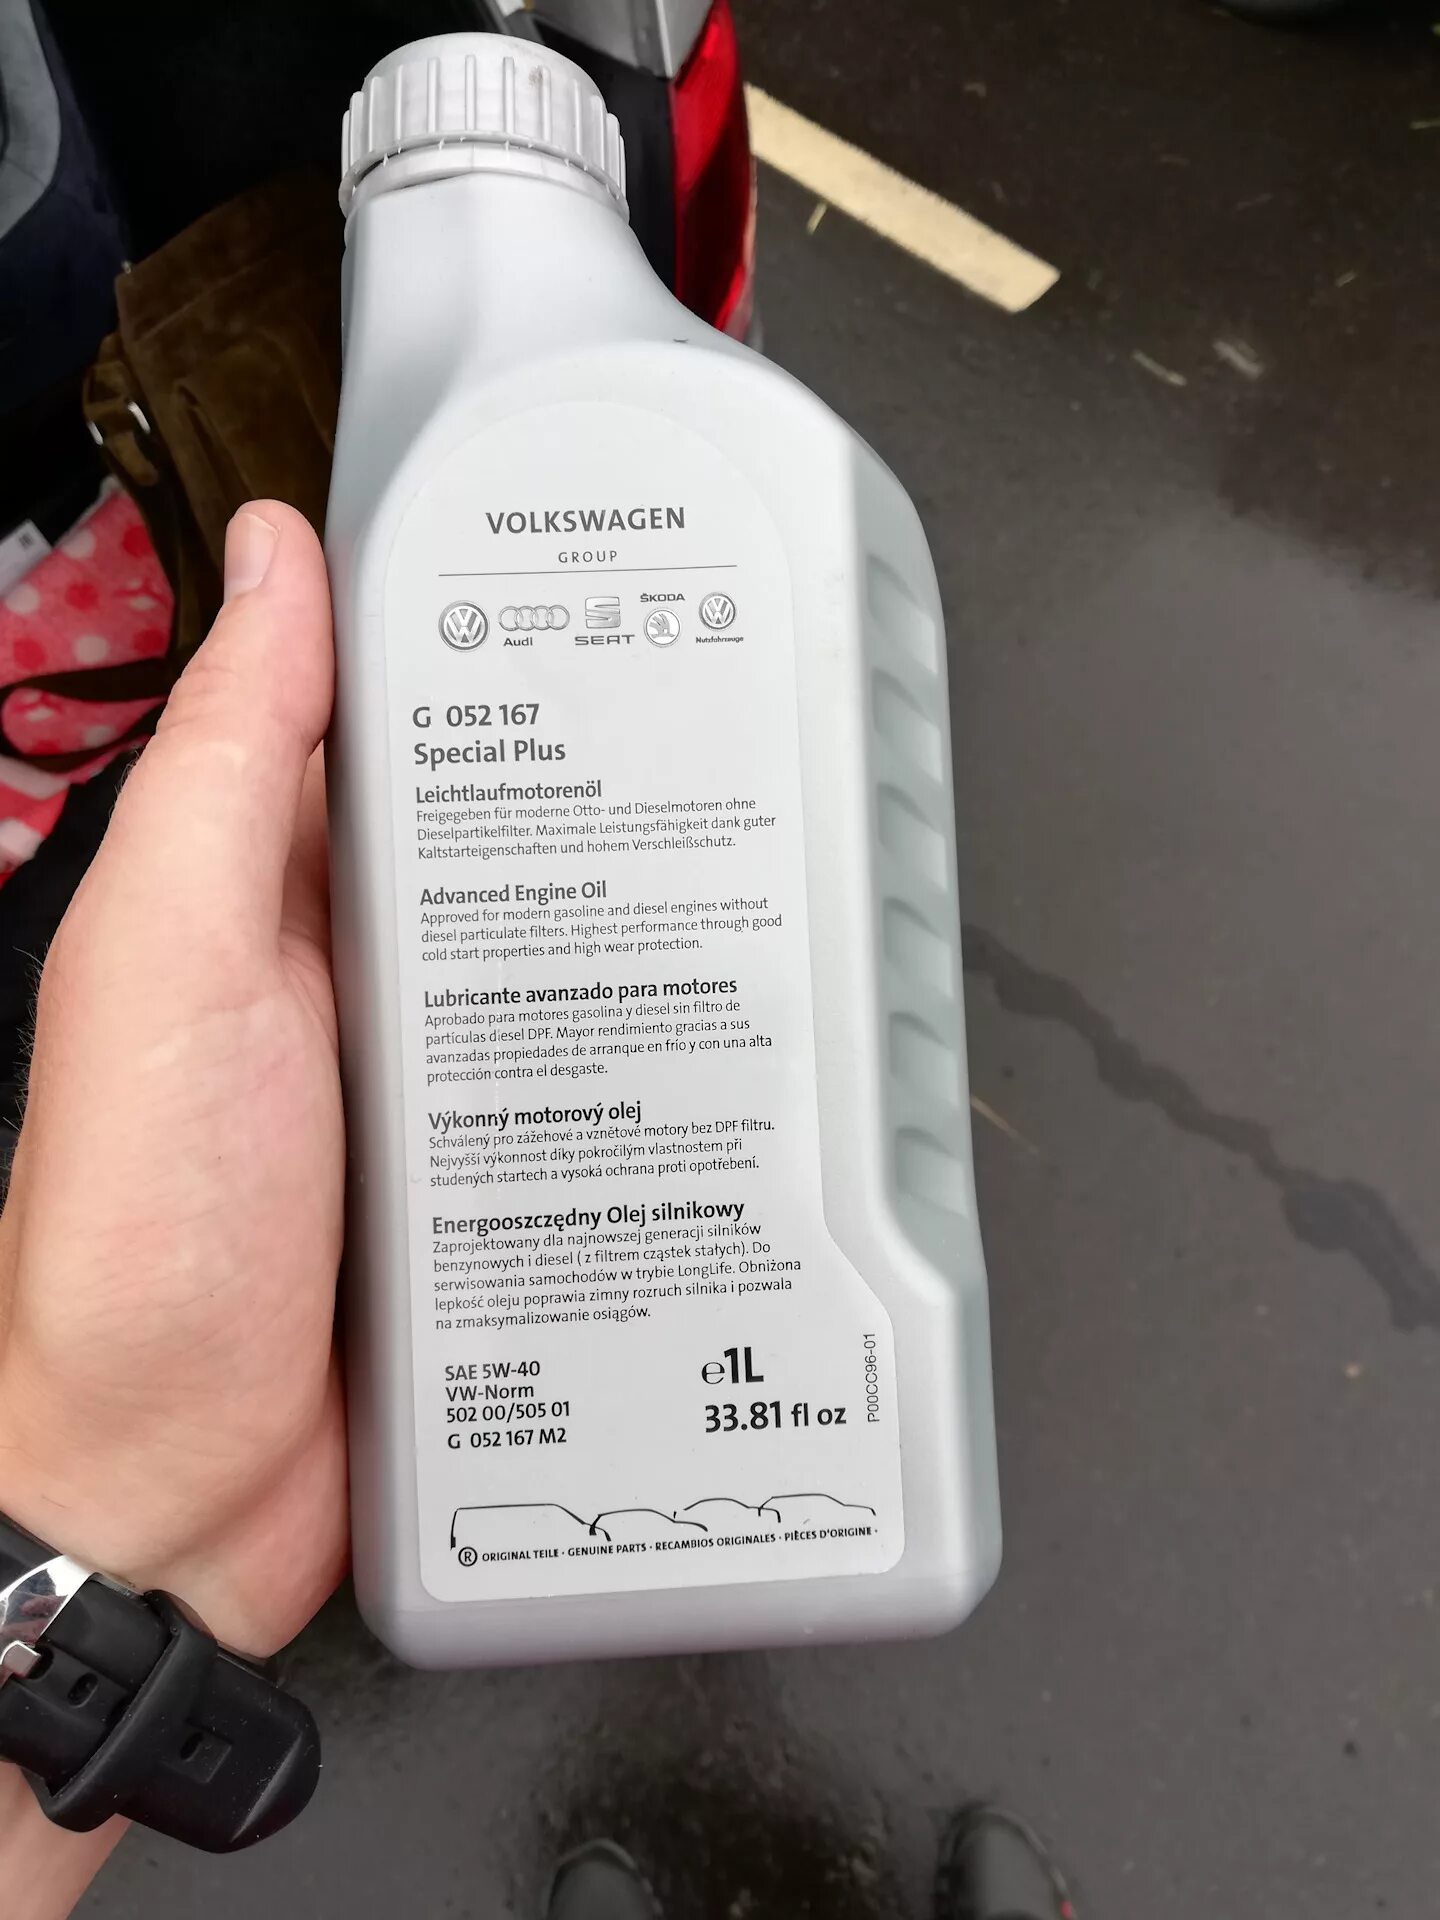 VOLKSWAGEN
GROUP
Audi
SEAT
ŠKODA
Nutzfahrzeuge
G 052 167
Special Plus
Leichtlaufmotorenöl
Freigegeben für moderne Otto- und Dieselmotoren ohne
Dieselpartikelfilter. Maximale Leistungsfähigkeit dank guter
Kaltstarteigenschaften und hohem Verschleißschutz.
Advanced Engine Oil
Approved for modern gasoline and diesel engines without
diesel particulate filters. Highest performance through good
cold start properties and high wear protection.
Lubricante avanzado para motores
Aprobado para motores gasolina y diesel sin filtro de
partículas diesel DPF. Mayor rendimiento gracias a sus
avanzadas propiedades de arranque en frío y con una alta
protección contra el desgaste.
Výkonný motorový olej
Schválený pro zážehové a vznětové motory bez DPF filtru.
Nejvyšší výkonnost díky pokročilým vlastnostem při
studených startech a vysoká ochrana proti opotřebení.
Energooszczędny Olej silnikowy
Zaprojektowany dla najnowszej generacji silników
benzynowych i diesel ( z filtrem cząstek stałych). Do
serwisowania samochodów w trybie LongLife. Obniżona
lepkość oleju poprawia zimny rozruch silnika i pozwala
na zmaksymalizowanie osiągów.
SAE 5W-40
VW-Norm
502 00/505 01
G 052 167 M2
℮1L
33.81 fl oz
P00CC96-01
® ORIGINAL TEILE · GENUINE PARTS · RECAMBIOS ORIGINALES · PIÈCES D'ORIGINE ·